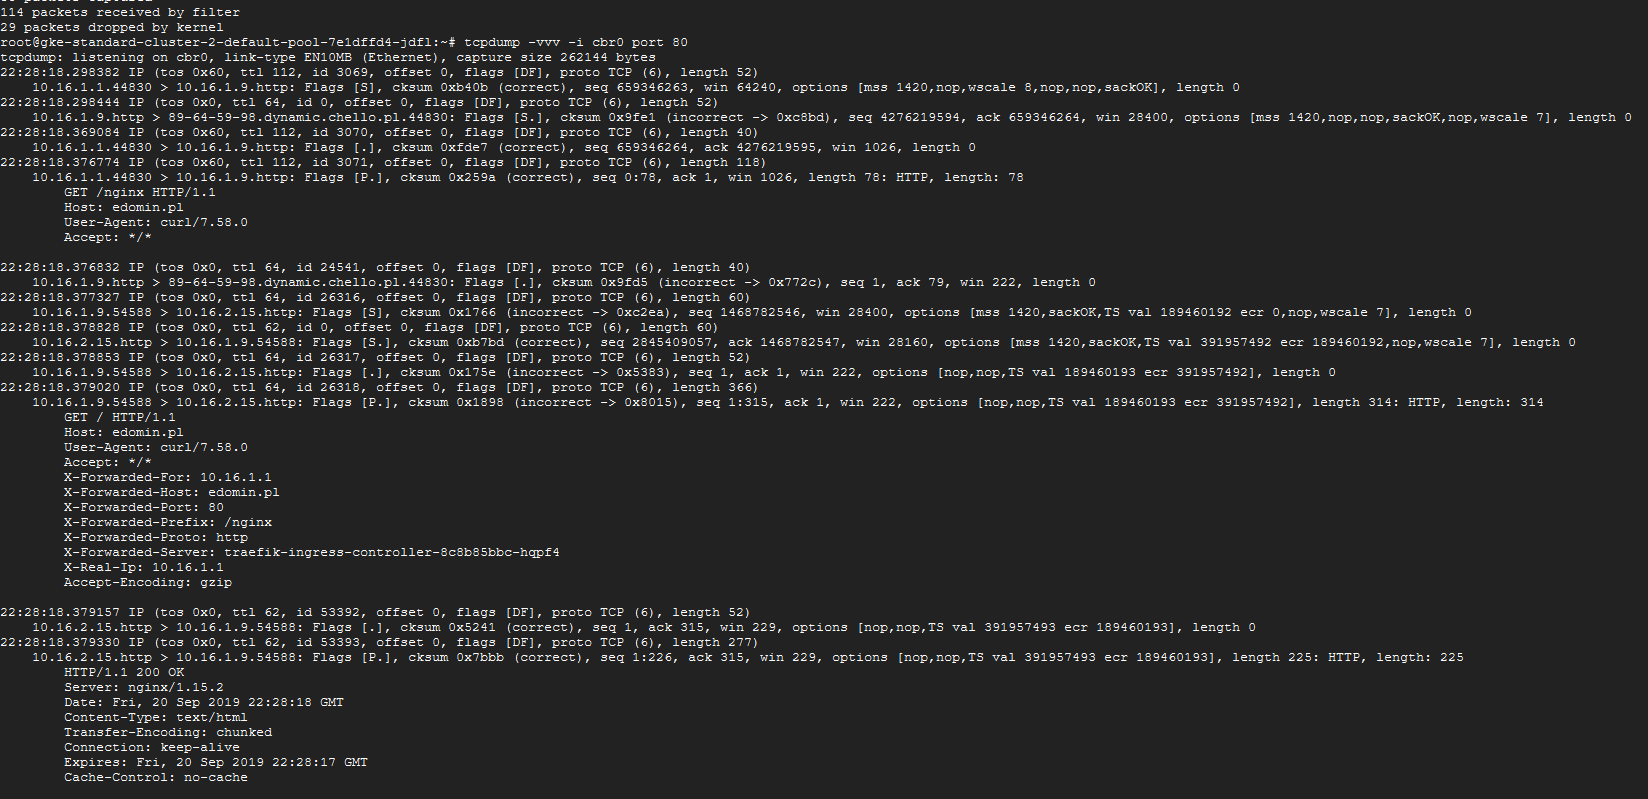 114 packets received by filter
29 packets dropped by kernel
root@gke-standard-cluster-2-default-pool-7e1dffd4-jdfl:~# tcpdump -vvv -i cbr0 port 80
tcpdump: listening on cbr0, link-type EN10MB (Ethernet), capture size 262144 bytes
22:28:18.298382 IP (tos 0x60, ttl 112, id 3069, offset 0, flags [DF], proto TCP (6), length 52)
    10.16.1.1.44830 > 10.16.1.9.http: Flags [S], cksum 0xb40b (correct), seq 659346263, win 64240, options [mss 1420,nop,wscale 8,nop,nop,sackOK], length 0
22:28:18.298444 IP (tos 0x0, ttl 64, id 0, offset 0, flags [DF], proto TCP (6), length 52)
    10.16.1.9.http > 89-64-59-98.dynamic.chello.pl.44830: Flags [S.], cksum 0x9fe1 (incorrect -> 0xc8bd), seq 4276219594, ack 659346264, win 28400, options [mss 1420,nop,nop,sackOK,nop,wscale 7], length 0
22:28:18.369084 IP (tos 0x60, ttl 112, id 3070, offset 0, flags [DF], proto TCP (6), length 40)
    10.16.1.1.44830 > 10.16.1.9.http: Flags [.], cksum 0xfde7 (correct), seq 659346264, ack 4276219595, win 1026, length 0
22:28:18.376774 IP (tos 0x60, ttl 112, id 3071, offset 0, flags [DF], proto TCP (6), length 118)
    10.16.1.1.44830 > 10.16.1.9.http: Flags [P.], cksum 0x259a (correct), seq 0:78, ack 1, win 1026, length 78: HTTP, length: 78
        GET /nginx HTTP/1.1
        Host: edomin.pl
        User-Agent: curl/7.58.0
        Accept: */*
22:28:18.376832 IP (tos 0x0, ttl 64, id 24541, offset 0, flags [DF], proto TCP (6), length 40)
    10.16.1.9.http > 89-64-59-98.dynamic.chello.pl.44830: Flags [.], cksum 0x9fd5 (incorrect -> 0x772c), seq 1, ack 79, win 222, length 0
22:28:18.377327 IP (tos 0x0, ttl 64, id 26316, offset 0, flags [DF], proto TCP (6), length 60)
    10.16.1.9.54588 > 10.16.2.15.http: Flags [S], cksum 0x1766 (incorrect -> 0xc2ea), seq 1468782546, win 28400, options [mss 1420,sackOK,TS val 189460192 ecr 0,nop,wscale 7], length 0
22:28:18.378828 IP (tos 0x0, ttl 62, id 0, offset 0, flags [DF], proto TCP (6), length 60)
    10.16.2.15.http > 10.16.1.9.54588: Flags [S.], cksum 0xb7bd (correct), seq 2845409057, ack 1468782547, win 28160, options [mss 1420,sackOK,TS val 391957492 ecr 189460192,nop,wscale 7], length 0
22:28:18.378853 IP (tos 0x0, ttl 64, id 26317, offset 0, flags [DF], proto TCP (6), length 52)
    10.16.1.9.54588 > 10.16.2.15.http: Flags [.], cksum 0x175e (incorrect -> 0x5383), seq 1, ack 1, win 222, options [nop,nop,TS val 189460193 ecr 391957492], length 0
22:28:18.379020 IP (tos 0x0, ttl 64, id 26318, offset 0, flags [DF], proto TCP (6), length 366)
    10.16.1.9.54588 > 10.16.2.15.http: Flags [P.], cksum 0x1898 (incorrect -> 0x8015), seq 1:315, ack 1, win 222, options [nop,nop,TS val 189460193 ecr 391957492], length 314: HTTP, length: 314
        GET / HTTP/1.1
        Host: edomin.pl
        User-Agent: curl/7.58.0
        Accept: */*
        X-Forwarded-For: 10.16.1.1
        X-Forwarded-Host: edomin.pl
        X-Forwarded-Port: 80
        X-Forwarded-Prefix: /nginx
        X-Forwarded-Proto: http
        X-Forwarded-Server: traefik-ingress-controller-8c8b85bbc-hqpf4
        X-Real-Ip: 10.16.1.1
        Accept-Encoding: gzip
22:28:18.379157 IP (tos 0x0, ttl 62, id 53392, offset 0, flags [DF], proto TCP (6), length 52)
    10.16.2.15.http > 10.16.1.9.54588: Flags [.], cksum 0x5241 (correct), seq 1, ack 315, win 229, options [nop,nop,TS val 391957493 ecr 189460193], length 0
22:28:18.379330 IP (tos 0x0, ttl 62, id 53393, offset 0, flags [DF], proto TCP (6), length 277)
    10.16.2.15.http > 10.16.1.9.54588: Flags [P.], cksum 0x7bbb (correct), seq 1:226, ack 315, win 229, options [nop,nop,TS val 391957493 ecr 189460193], length 225: HTTP, length: 225
        HTTP/1.1 200 OK
        Server: nginx/1.15.2
        Date: Fri, 20 Sep 2019 22:28:18 GMT
        Content-Type: text/html
        Transfer-Encoding: chunked
        Connection: keep-alive
        Expires: Fri, 20 Sep 2019 22:28:17 GMT
        Cache-Control: no-cache